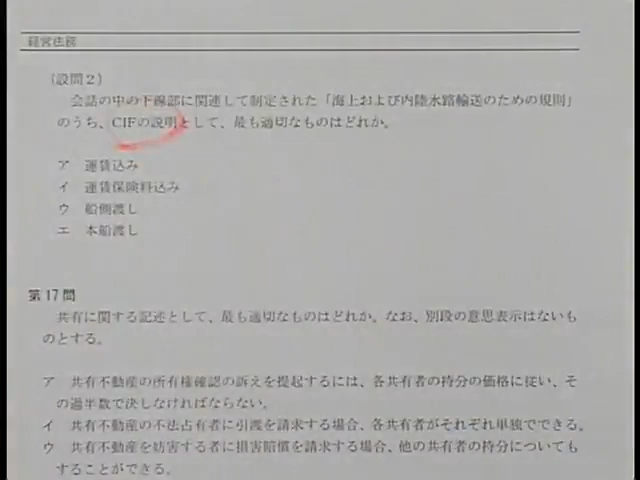 経営法務
(設問2)
会話の中の下線部に関連して制定された「海上および内陸水路輸送のための規則」
のうち、CIFの説明として、最も適切なものはどれか。
ア 運賃込み
イ 運賃保険料込み
ウ 船側渡し
エ 本船渡し
第17問
共有に関する記述として、最も適切なものはどれか。なお、別段の意思表示はないも
のとする。
ア 共有不動産の所有権確認の訴えを提起するには、各共有者の持分の価格に従い、そ
の過半数で決しなければならない。
イ 共有不動産の不法占有者に引渡を請求する場合、各共有者がそれぞれ単独でできる。
ウ 共有不動産を妨害する者に損害賠償を請求する場合、他の共有者の持分についても
することができる。